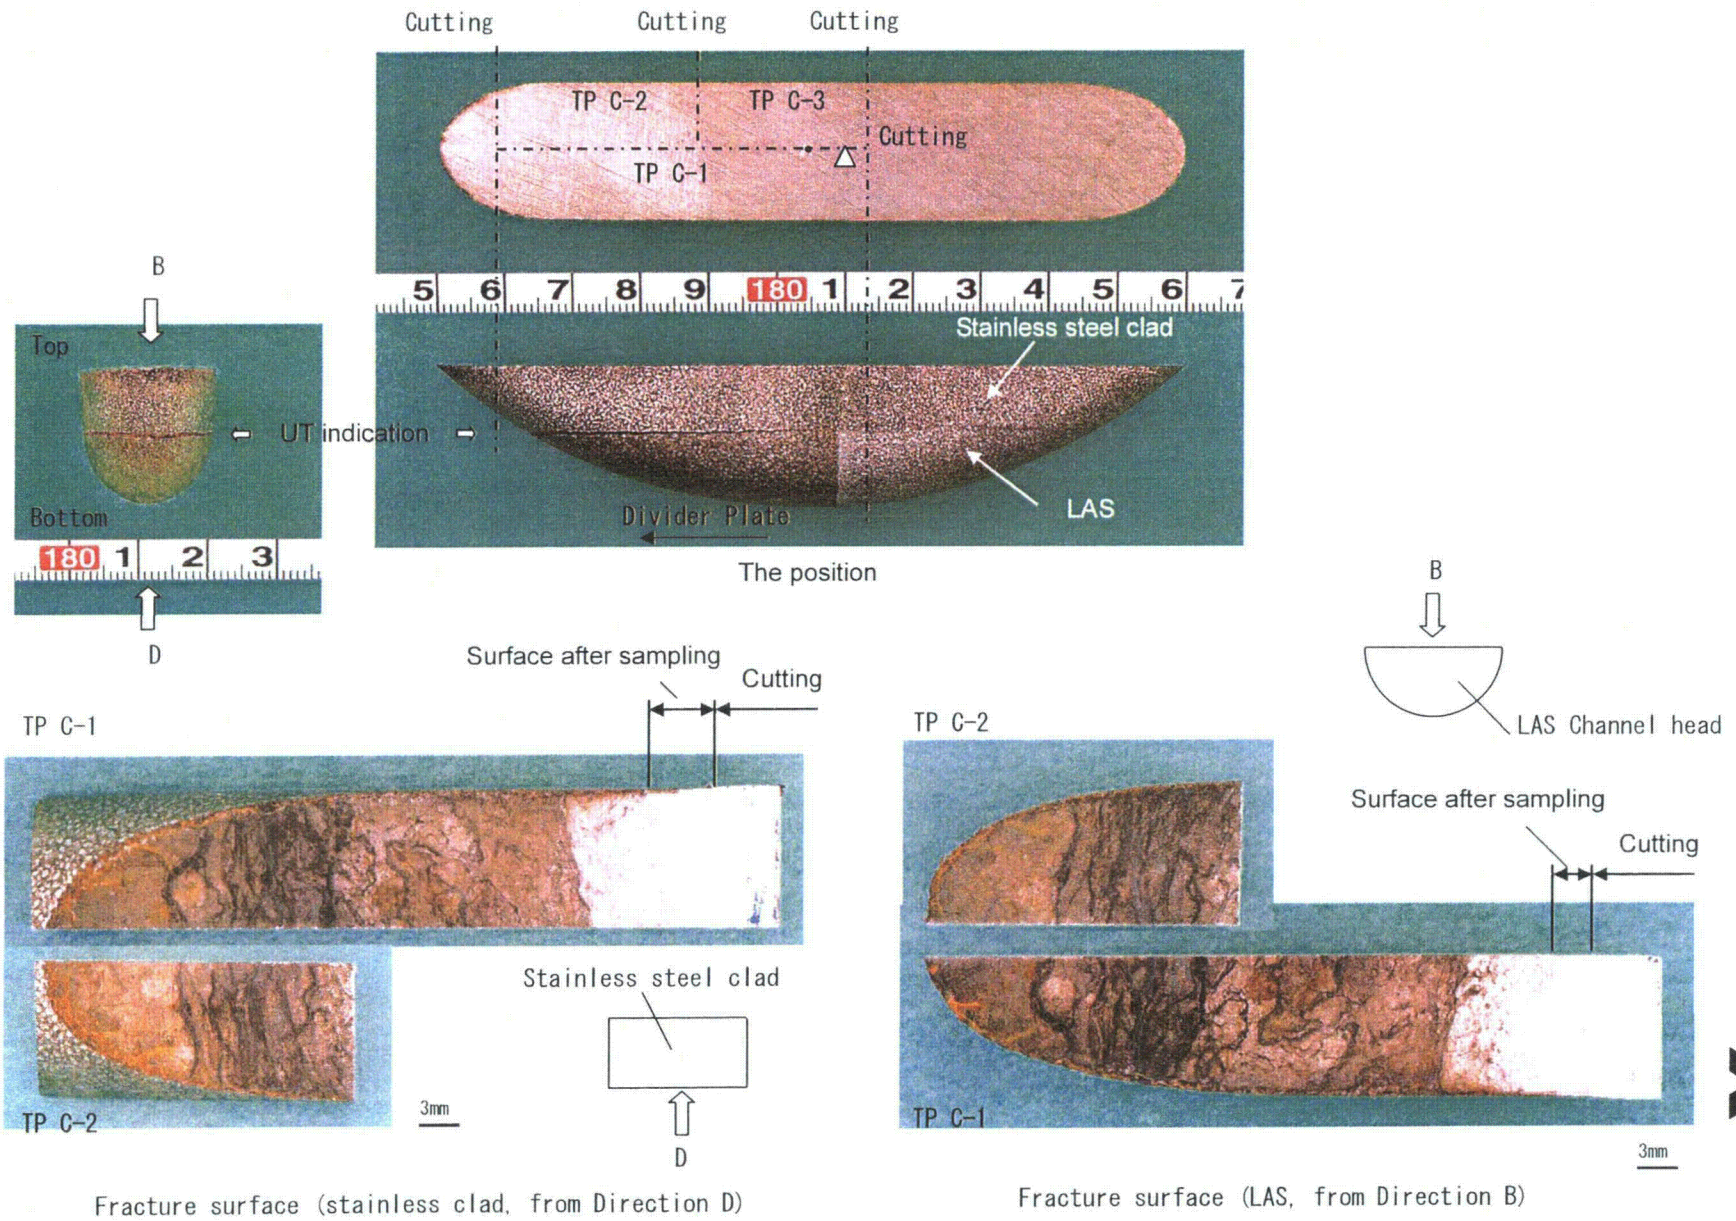 Cutting
Cutting
Cutting
TP C-2
TP C-3
Cutting
TP C-1
5 6 7 8 9 180 1 2 3 4 5 6 7
B
Top
Stainless steel clad
UT indication
LAS
Bottom
Divider Plate
180 1 2 3
The position
D
B
LAS Channel head
Surface after sampling
Cutting
TP C-1
TP C-2
Surface after sampling
Cutting
Stainless steel clad
TP C-2
3mm
D
TP C-1
3mm
Fracture surface (stainless clad, from Direction D)
Fracture surface (LAS, from Direction B)